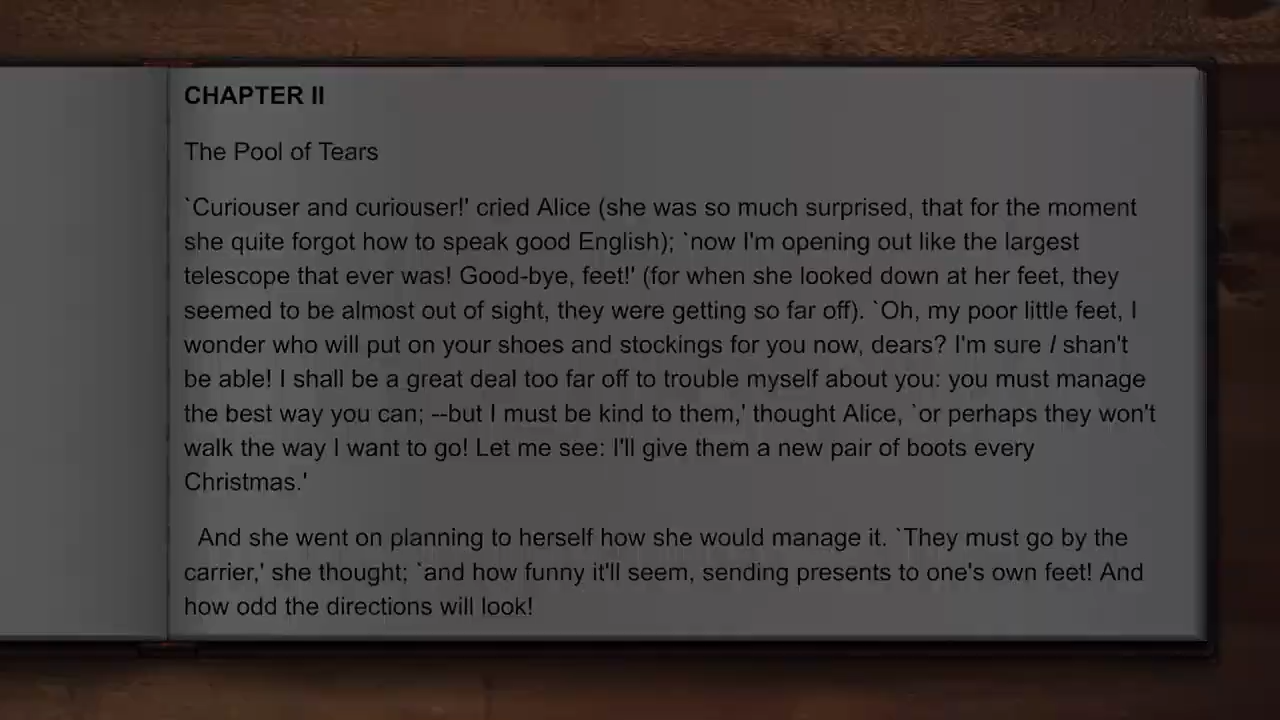 CHAPTER II
The Pool of Tears
`Curiouser and curiouser!' cried Alice (she was so much surprised, that for the moment
she quite forgot how to speak good English); `now I'm opening out like the largest
telescope that ever was! Good-bye, feet!' (for when she looked down at her feet, they
seemed to be almost out of sight, they were getting so far off). `Oh, my poor little feet, I
wonder who will put on your shoes and stockings for you now, dears? I'm sure I shan't
be able! I shall be a great deal too far off to trouble myself about you: you must manage
the best way you can; --but I must be kind to them,' thought Alice, `or perhaps they won't
walk the way I want to go! Let me see: I'll give them a new pair of boots every
Christmas.'
And she went on planning to herself how she would manage it. `They must go by the
carrier,' she thought; `and how funny it'll seem, sending presents to one's own feet! And
how odd the directions will look!